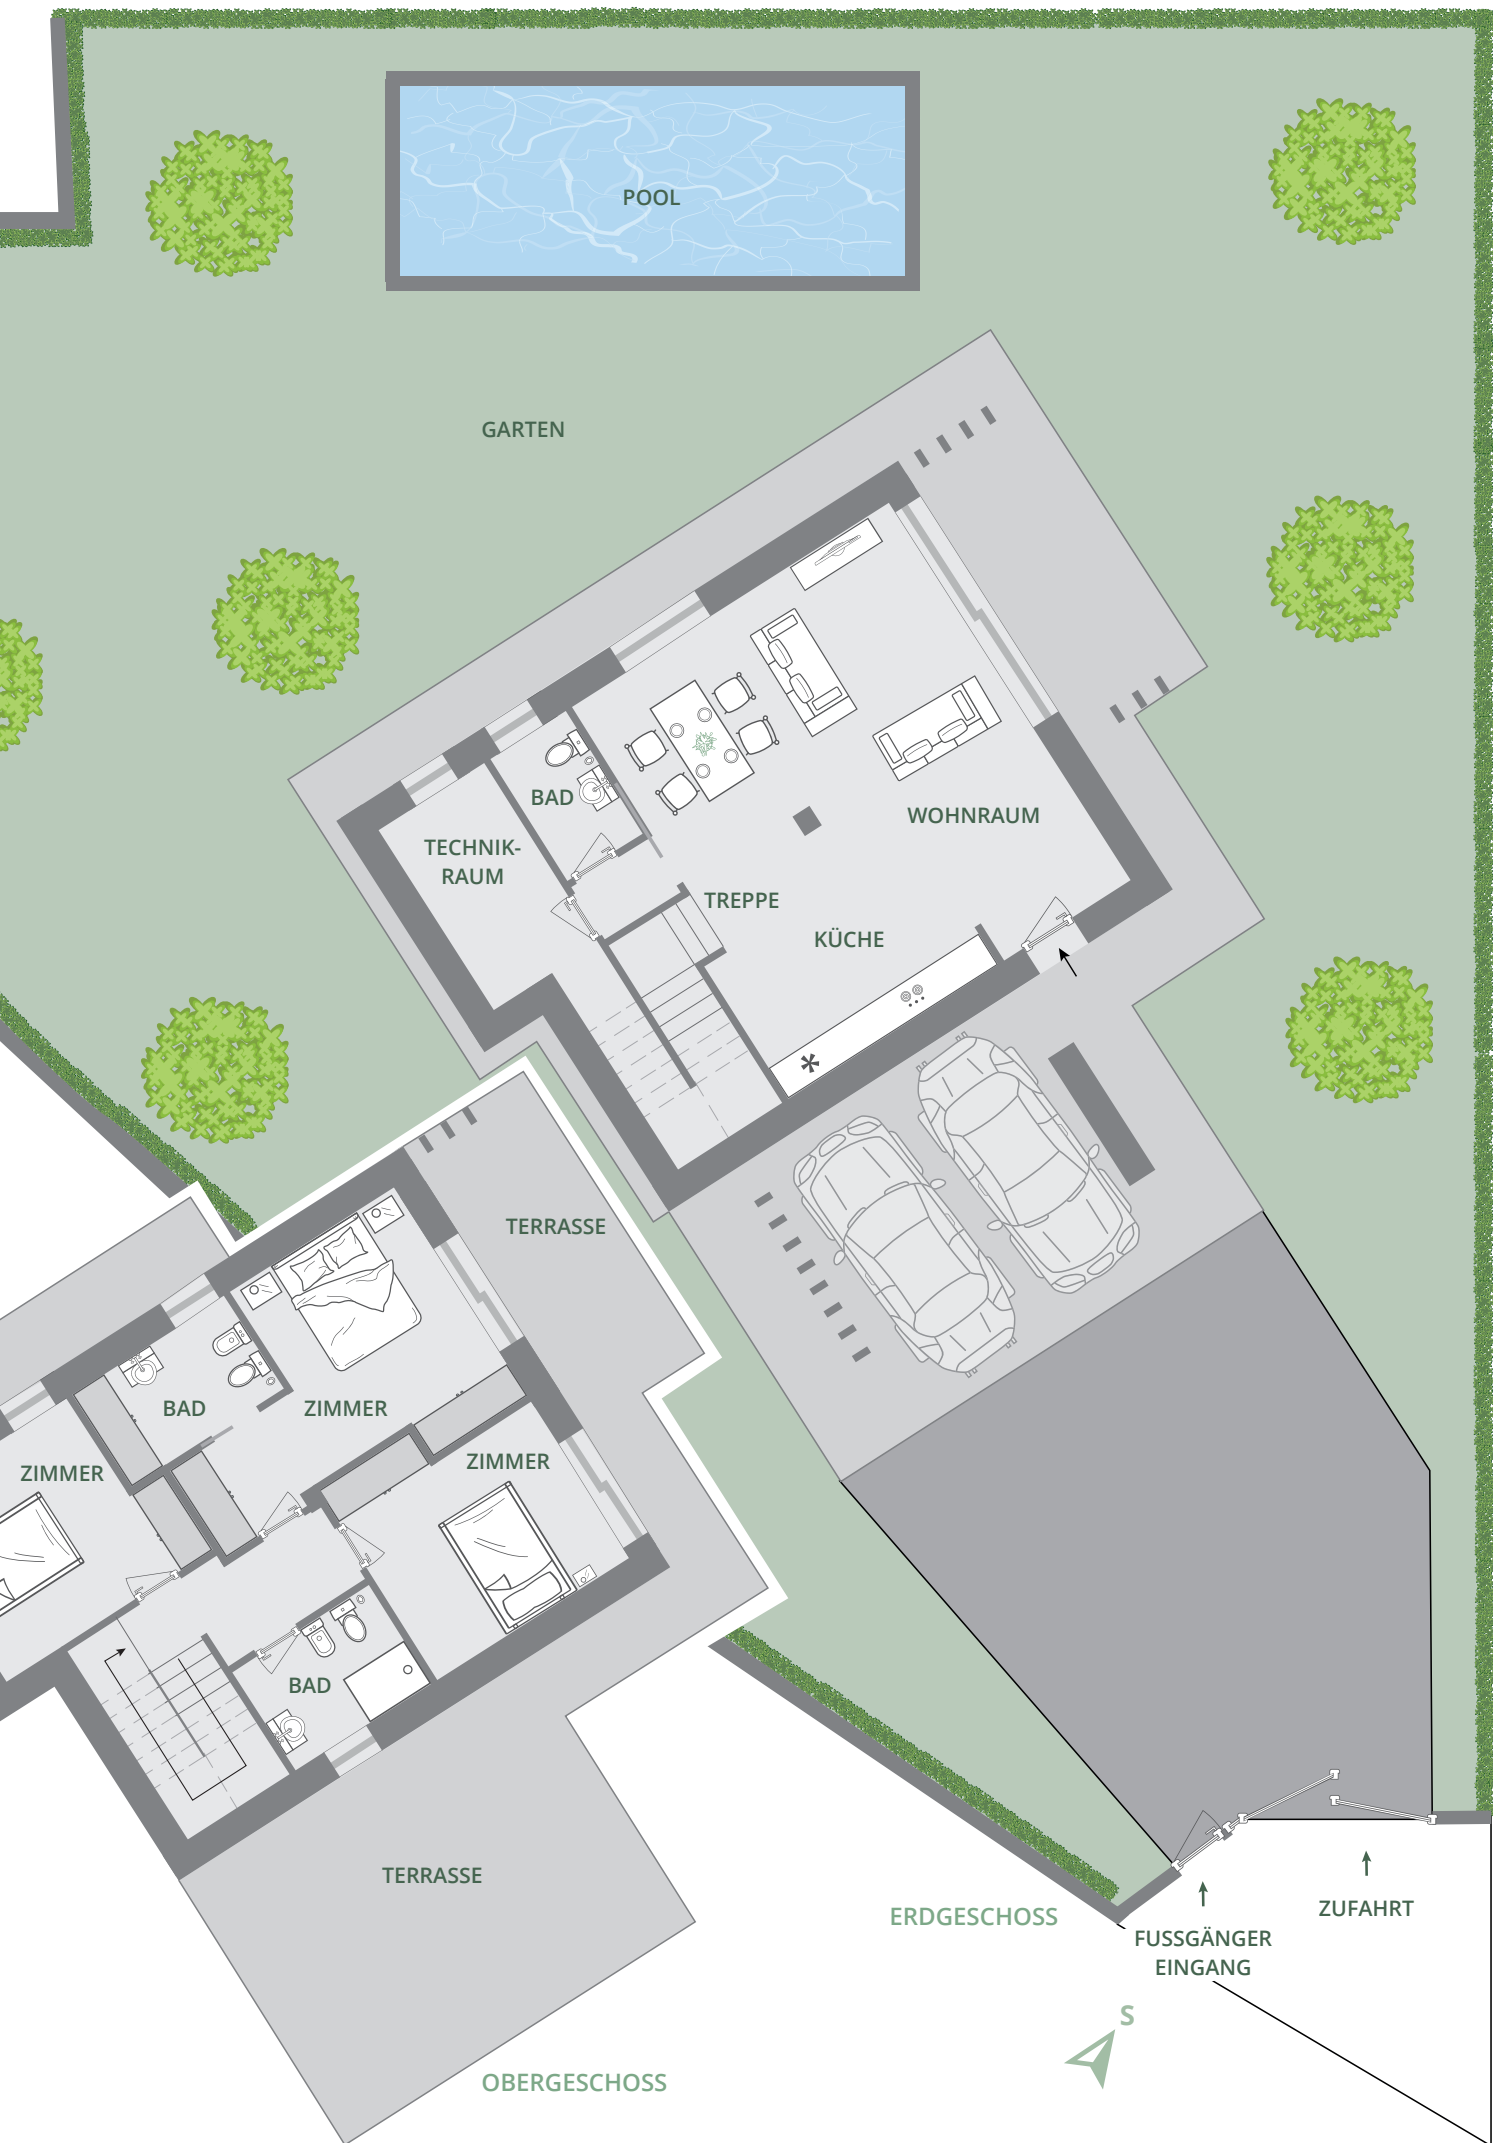 POOL
GARTEN
BAD
WOHNRAUM
TECHNIK-
RAUM
TREPPE
KÜCHE
*
TERRASSE
BAD
ZIMMER
ZIMMER
ZIMMER
BAD
TERRASSE
ERDGESCHOSS
ZUFAHRT
FUSSGÄNGER
EINGANG
S
OBERGESCHOSS